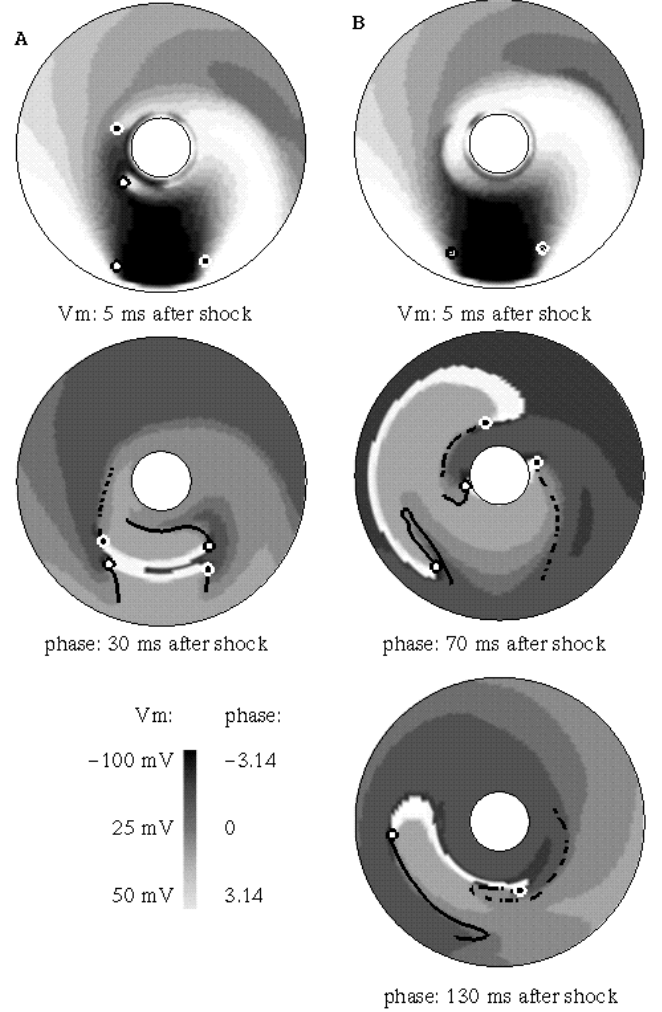 A
B
Vm: 5 ms after shock
Vm: 5 ms after shock
phase: 30 ms after shock
phase: 70 ms after shock
Vm: phase:
−100 mV −3.14
25 mV 0
50 mV 3.14
phase: 130 ms after shock